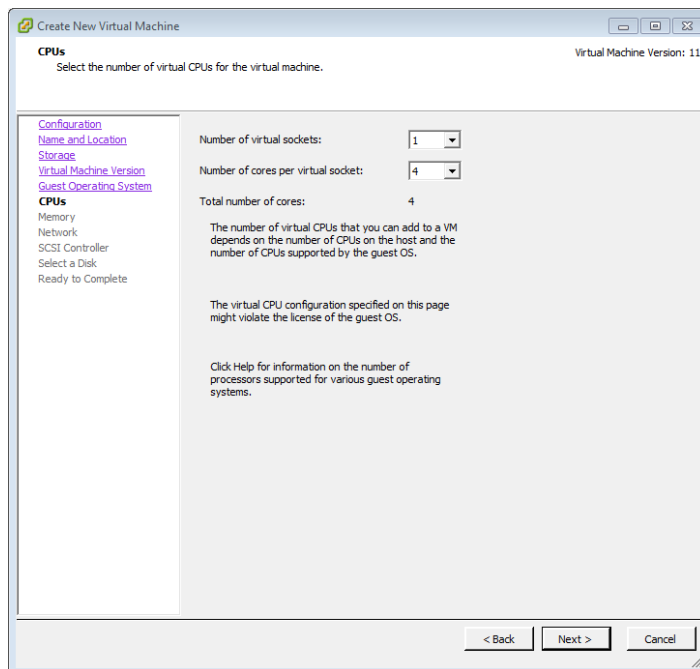 Create New Virtual Machine
CPUs
Select the number of virtual CPUs for the virtual machine.
Virtual Machine Version: 11
Configuration
Name and Location
Storage
Virtual Machine Version
Guest Operating System
CPUs
Memory
Network
SCSI Controller
Select a Disk
Ready to Complete
Number of virtual sockets: 1
Number of cores per virtual socket: 4
Total number of cores: 4
The number of virtual CPUs that you can add to a VM
depends on the number of CPUs on the host and the
number of CPUs supported by the guest OS.
The virtual CPU configuration specified on this page
might violate the license of the guest OS.
Click Help for information on the number of
processors supported for various guest operating
systems.
< Back
Next >
Cancel